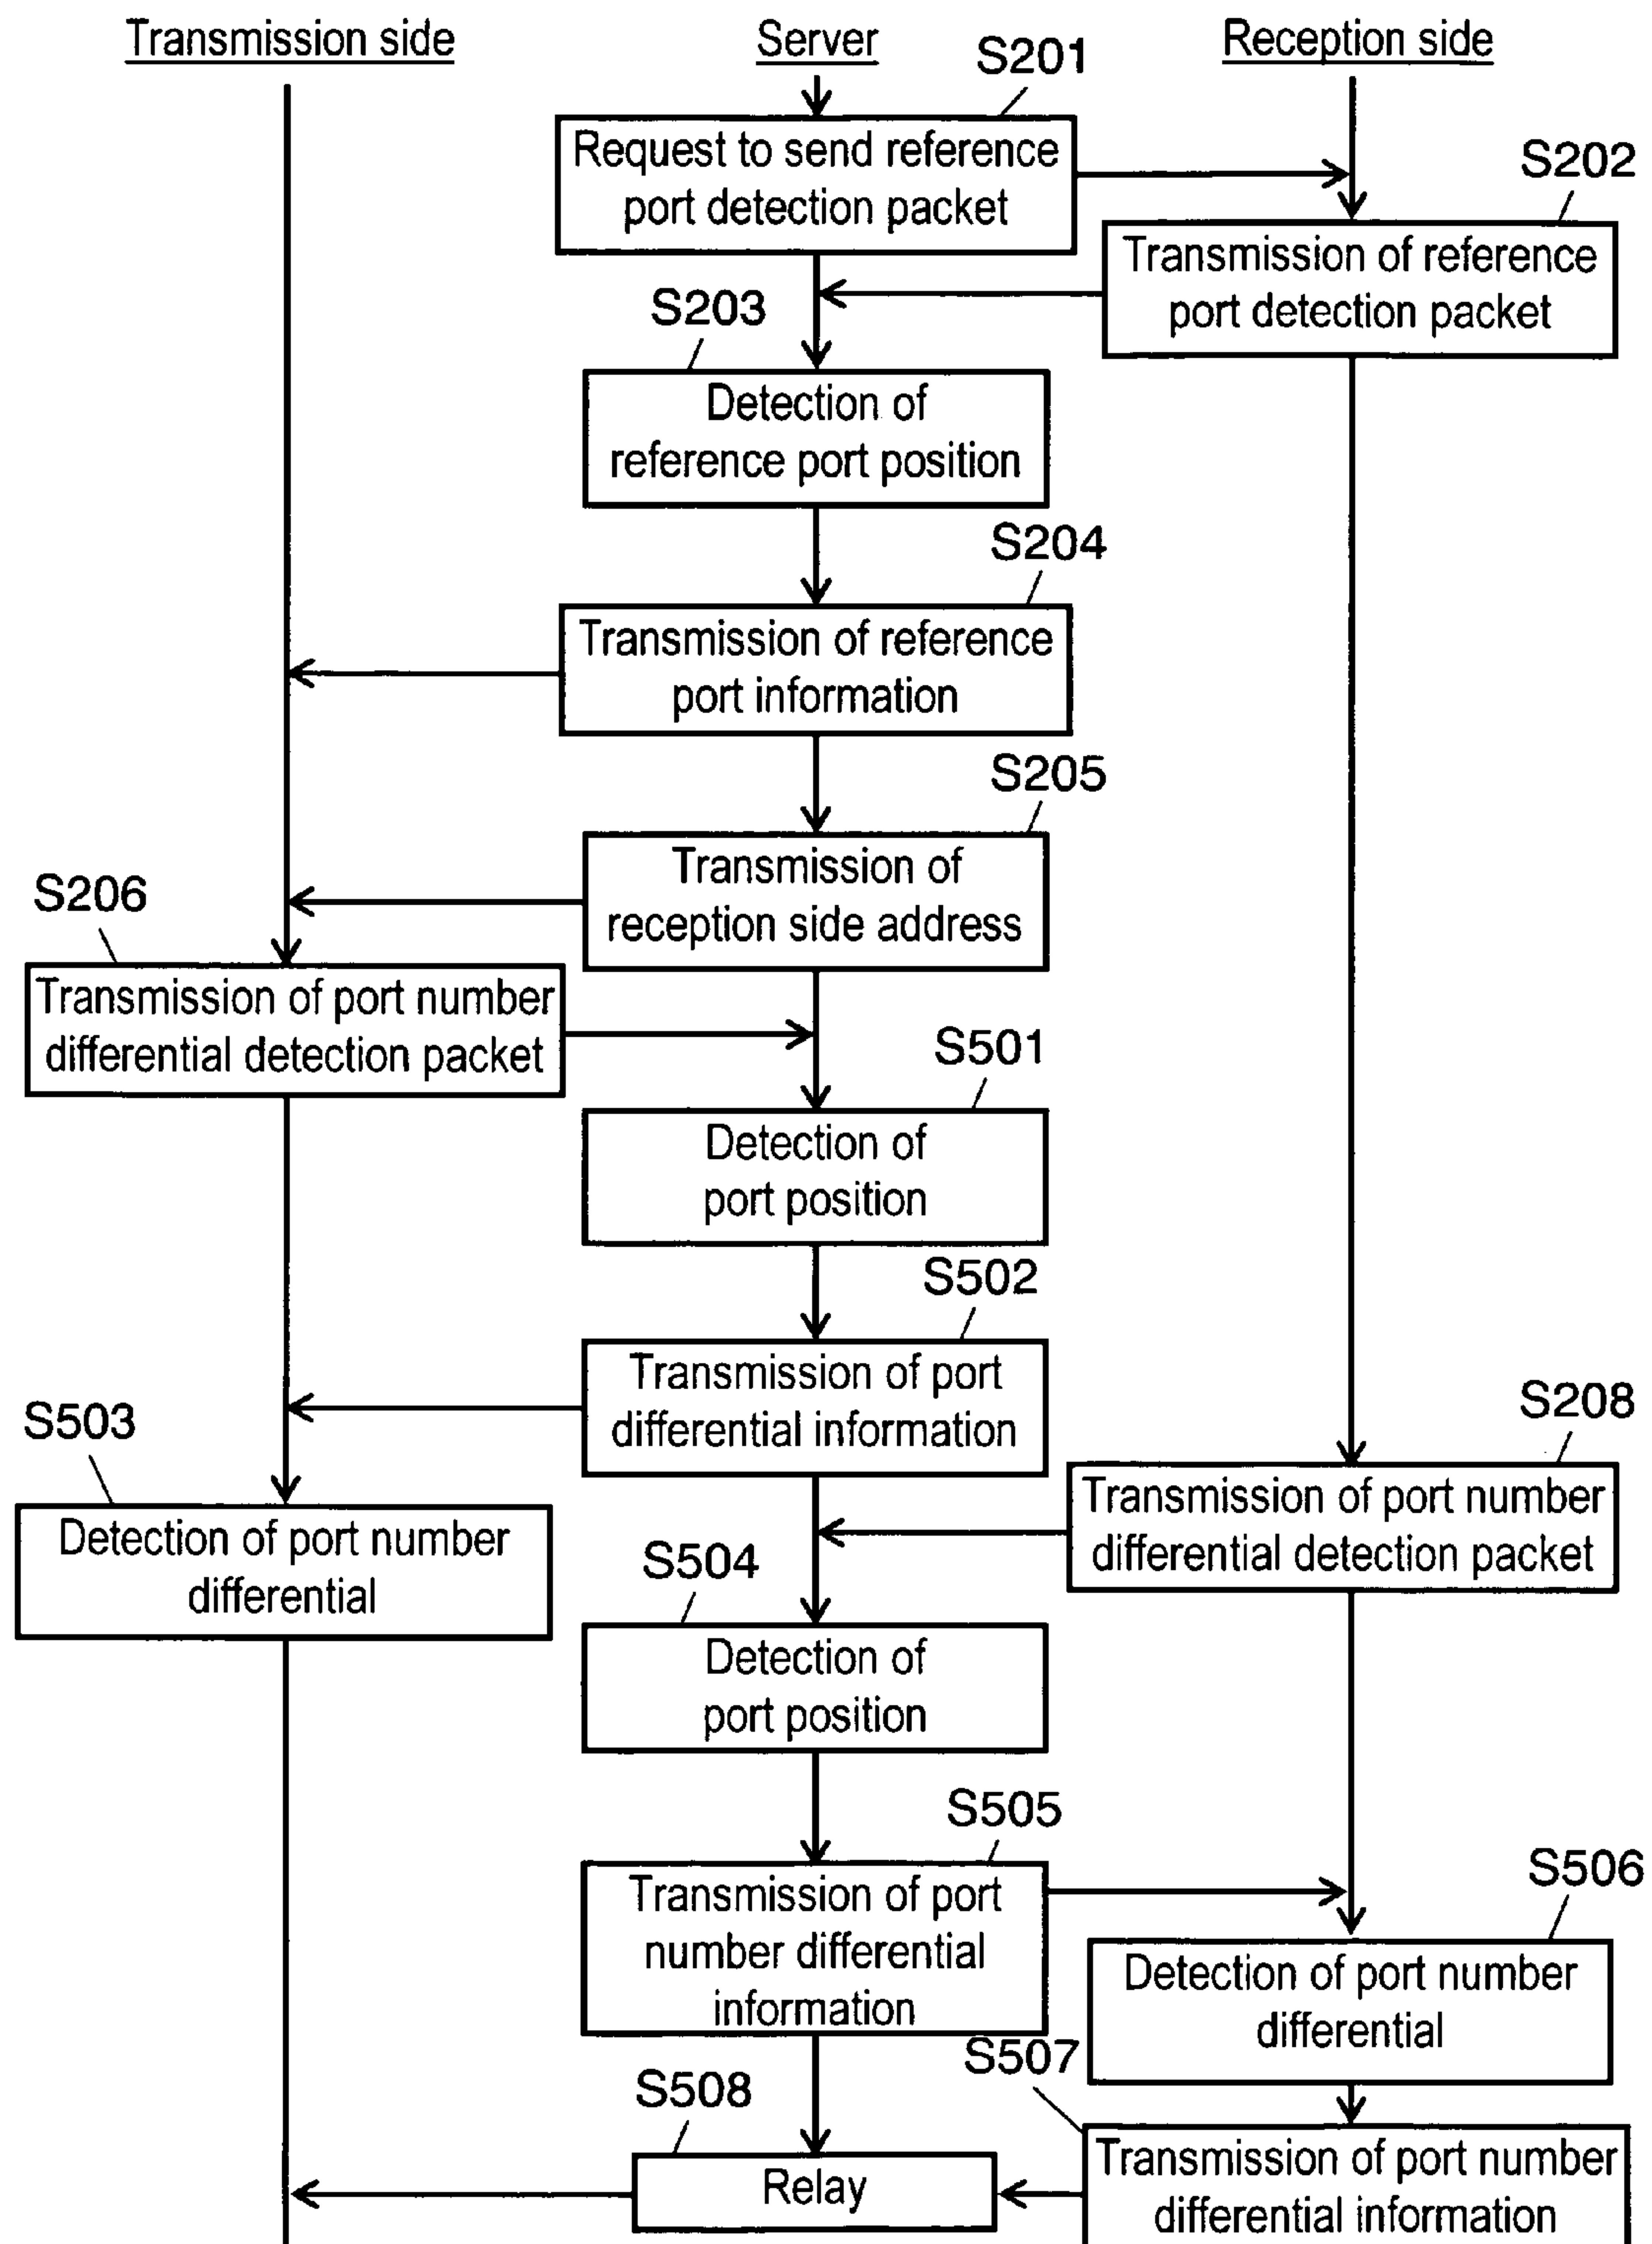 Transmission side
Server
Reception side
S201
Request to send reference
port detection packet
S202
Transmission of reference
port detection packet
S203
Detection of
reference port position
S204
Transmission of reference
port information
S205
Transmission of
reception side address
S206
Transmission of port number
differential detection packet
S501
Detection of
port position
S502
Transmission of port
differential information
S503
Detection of port number
differential
S208
Transmission of port number
differential detection packet
S504
Detection of
port position
S505
Transmission of port
number differential
information
S506
Detection of port number
differential
S507
Transmission of port number
differential information
S508
Relay